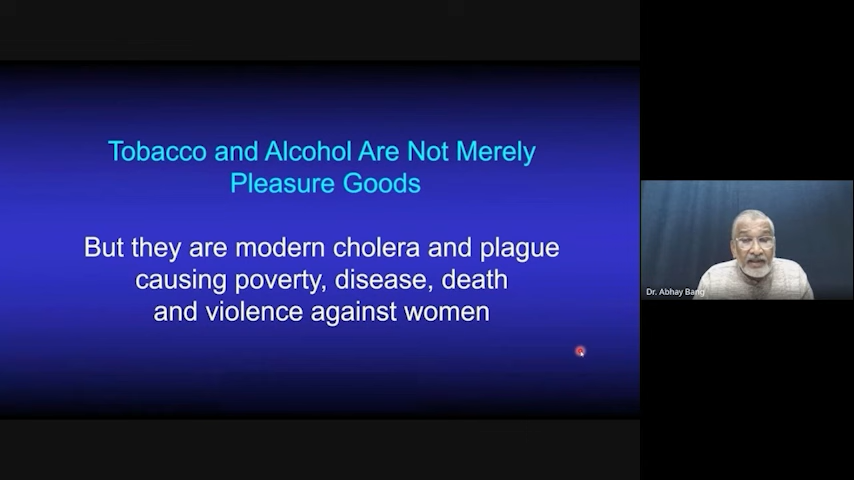 Tobacco and Alcohol Are Not Merely
Pleasure Goods
But they are modern cholera and plague
causing poverty, disease, death
and violence against women
Dr. Abhay Bang